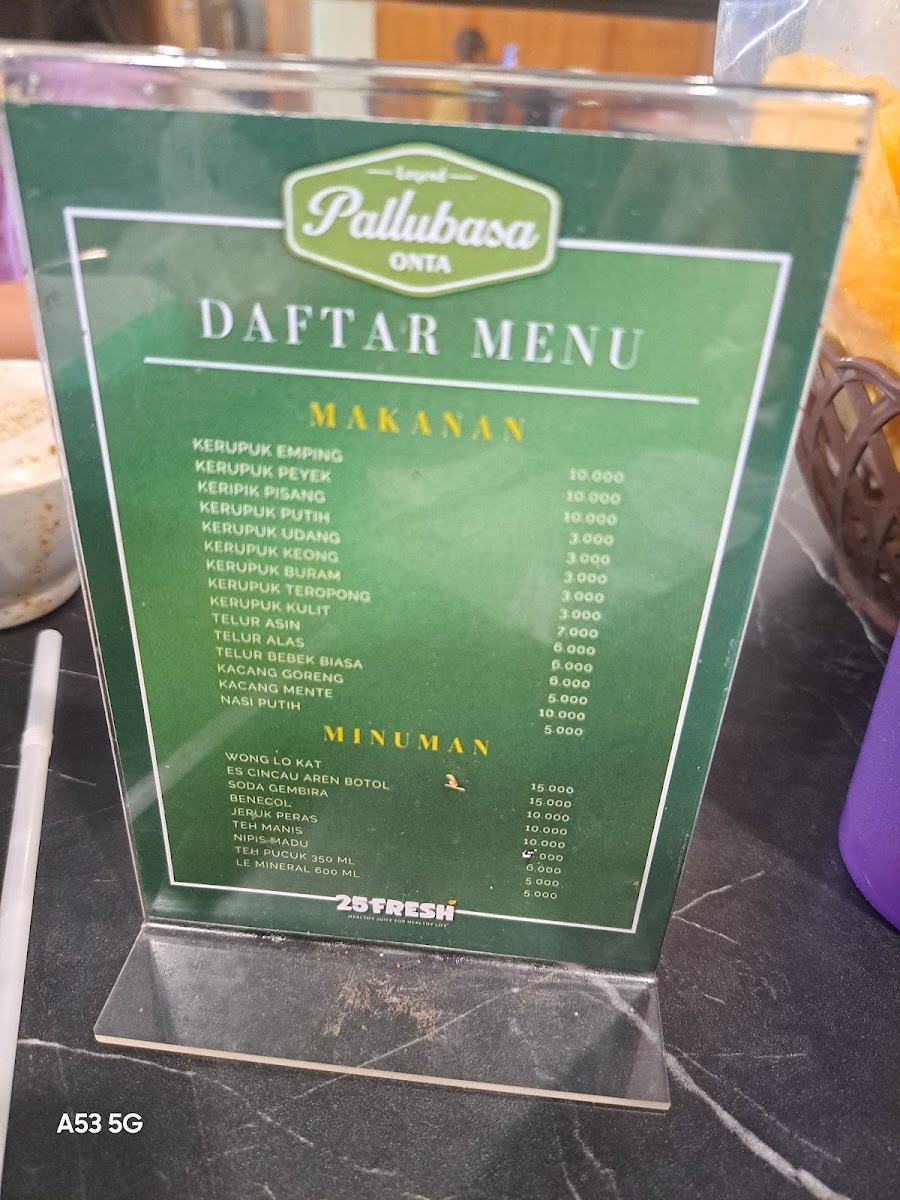 Legend
Pallubasa
ONTA
DAFTAR MENU
MAKANAN
KERUPUK EMPING 10.000
KERUPUK PEYEK 10.000
KERIPIK PISANG 10.000
KERUPUK PUTIH 3.000
KERUPUK UDANG 3.000
KERUPUK KEONG 3.000
KERUPUK BURAM 3.000
KERUPUK TEROPONG 3.000
KERUPUK KULIT 7.000
TELUR ASIN 6.000
TELUR ALAS 6.000
TELUR BEBEK BIASA 6.000
KACANG GORENG 5.000
KACANG MENTE 10.000
NASI PUTIH 5.000
MINUMAN
WONG LO KAT 15.000
ES CINCAU AREN BOTOL 15.000
SODA GEMBIRA 10.000
BENECOL 10.000
JERUK PERAS 10.000
TEH MANIS .000
NIPIS MADU 6.000
TEH PUCUK 350 ML 5.000
LE MINERAL 600 ML 5.000
25 FRESH
HEALTHY JUICE FOR HEALTHY LIFE
A53 5G